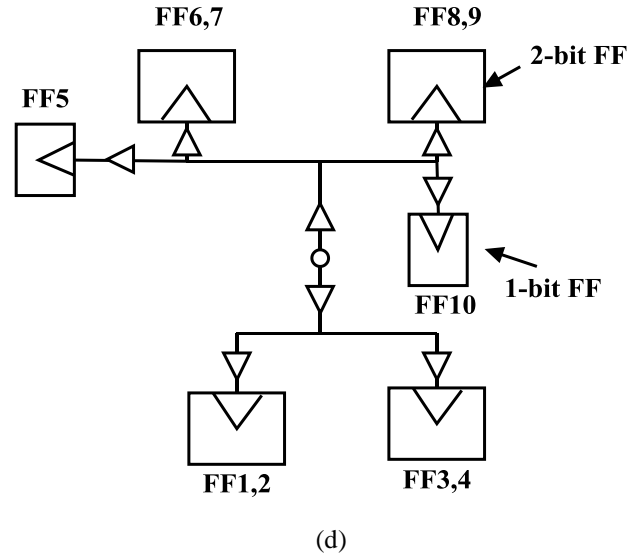 FF6,7
FF8,9
2-bit FF
FF5
FF10
1-bit FF
FF1,2
FF3,4
(d)